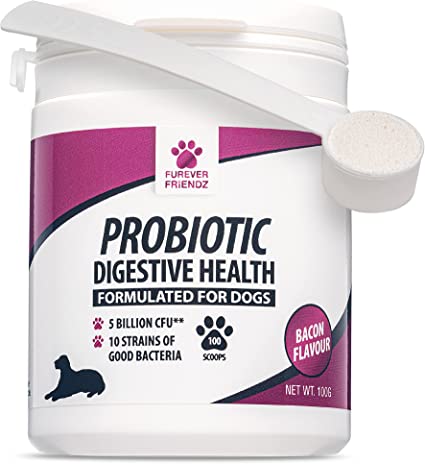 FUREVER
FRIENDZ
PROBIOTIC
DIGESTIVE HEALTH
FORMULATED FOR DOGS
5 BILLION CFU**
10 STRAINS OF
GOOD BACTERIA
100
SCOOPS
BACON
FLAVOUR
NET WT. 100G